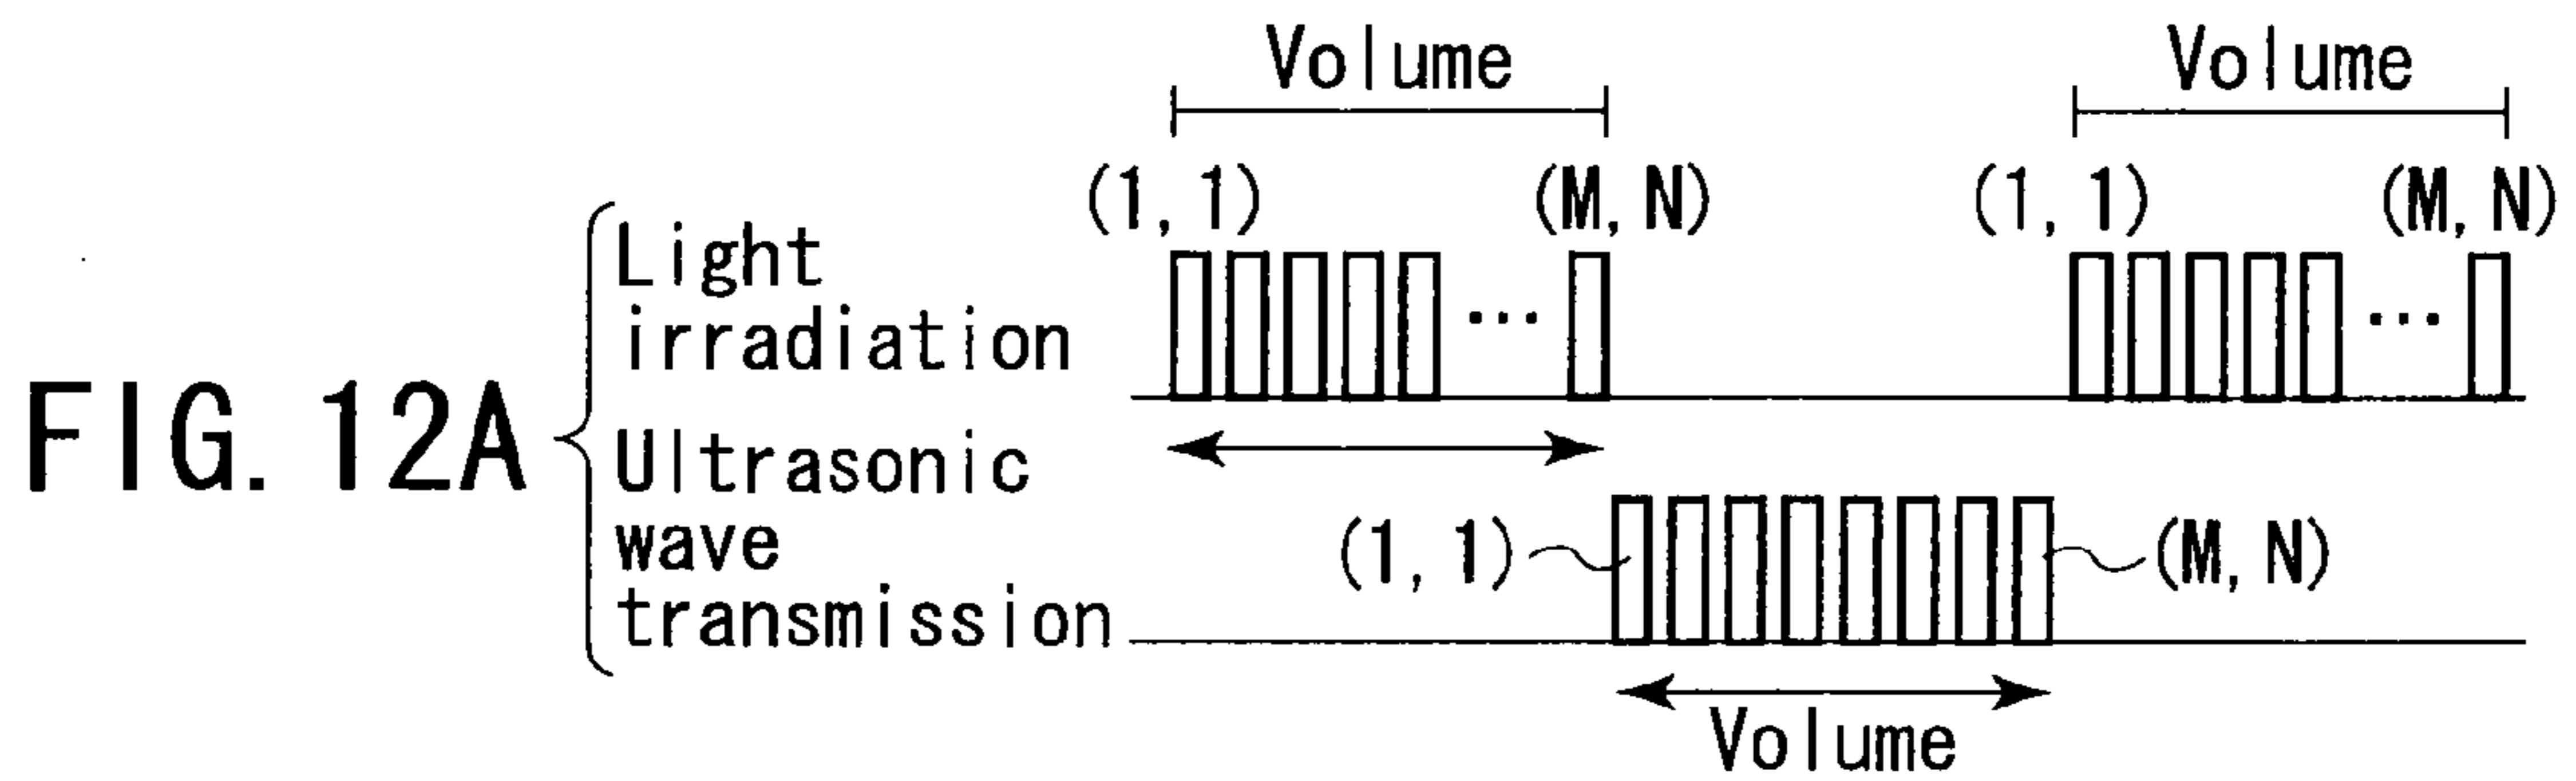 Volume Volume
(1, 1) (M, N) (1, 1) (M, N)
Light
irradiation
...
...
FIG. 12A
Ultrasonic
wave
transmission
(1, 1) (M, N)
Volume